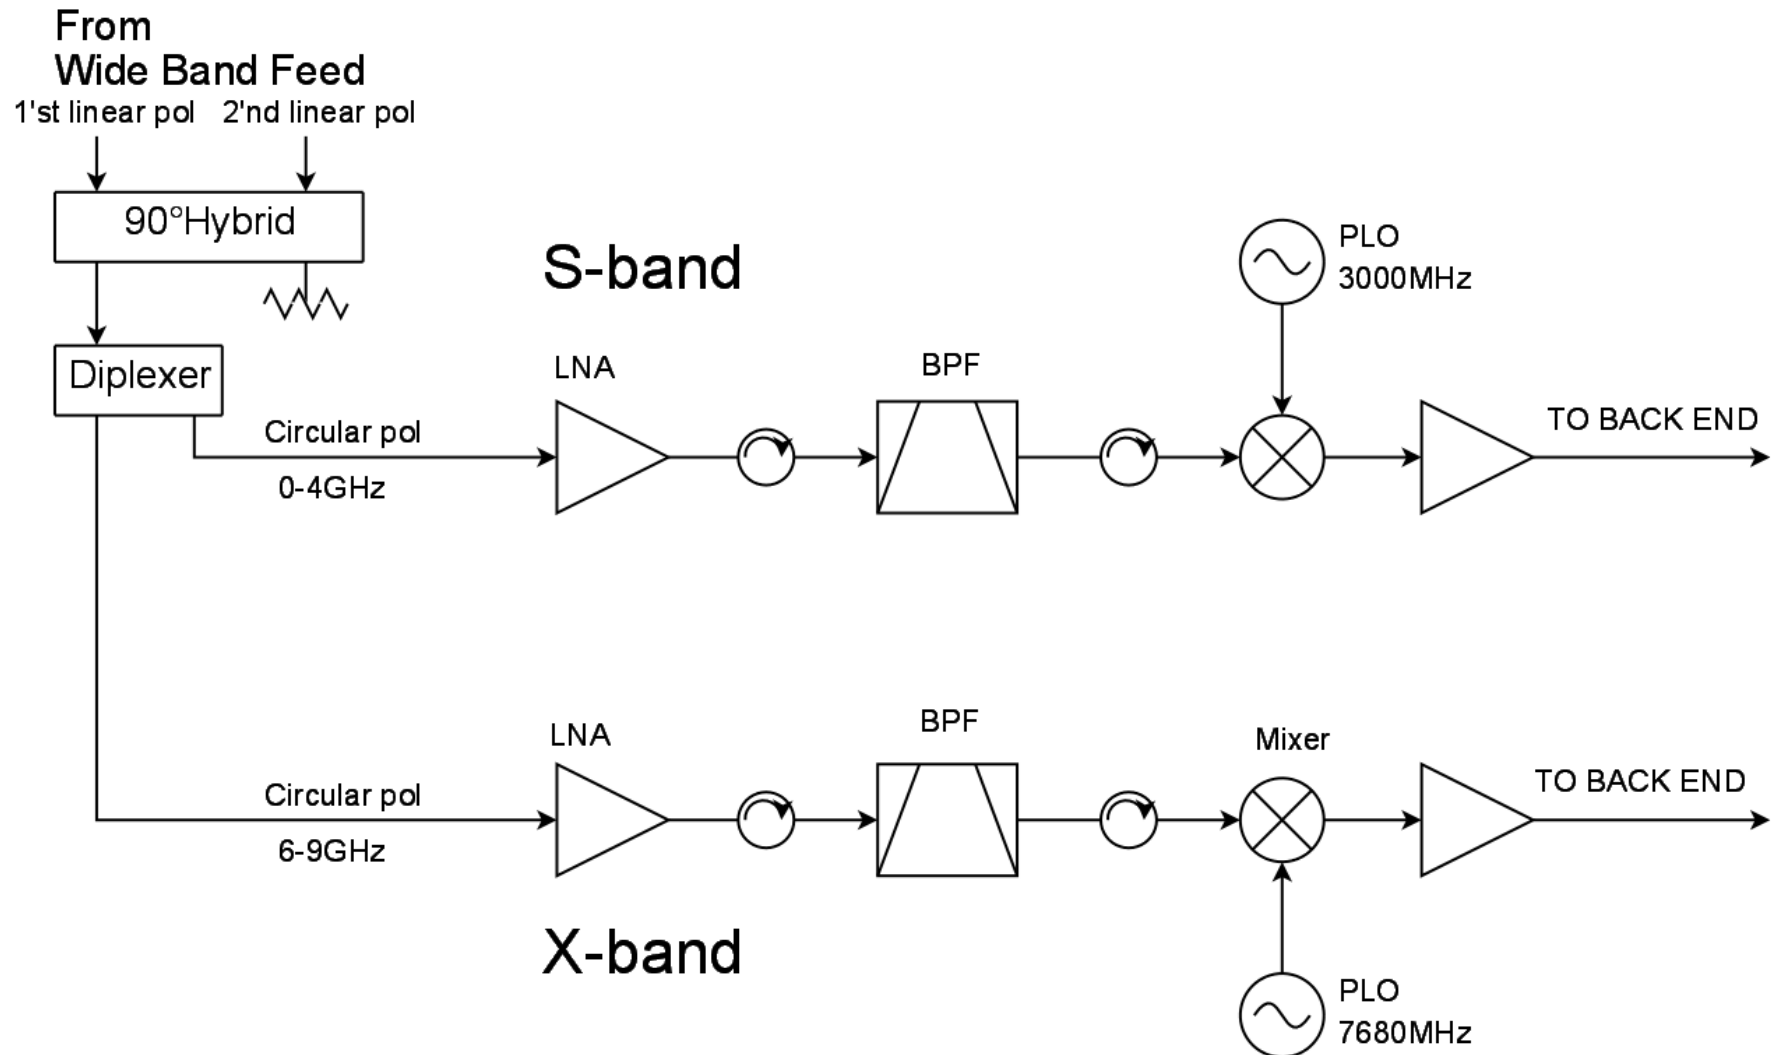 From
Wide Band Feed
1'st linear pol 2'nd linear pol
90°Hybrid
Diplexer
S-band
PLO
3000MHz
LNA
BPF
Circular pol
0-4GHz
TO BACK END
LNA
BPF
Mixer
Circular pol
6-9GHz
TO BACK END
X-band
PLO
7680MHz